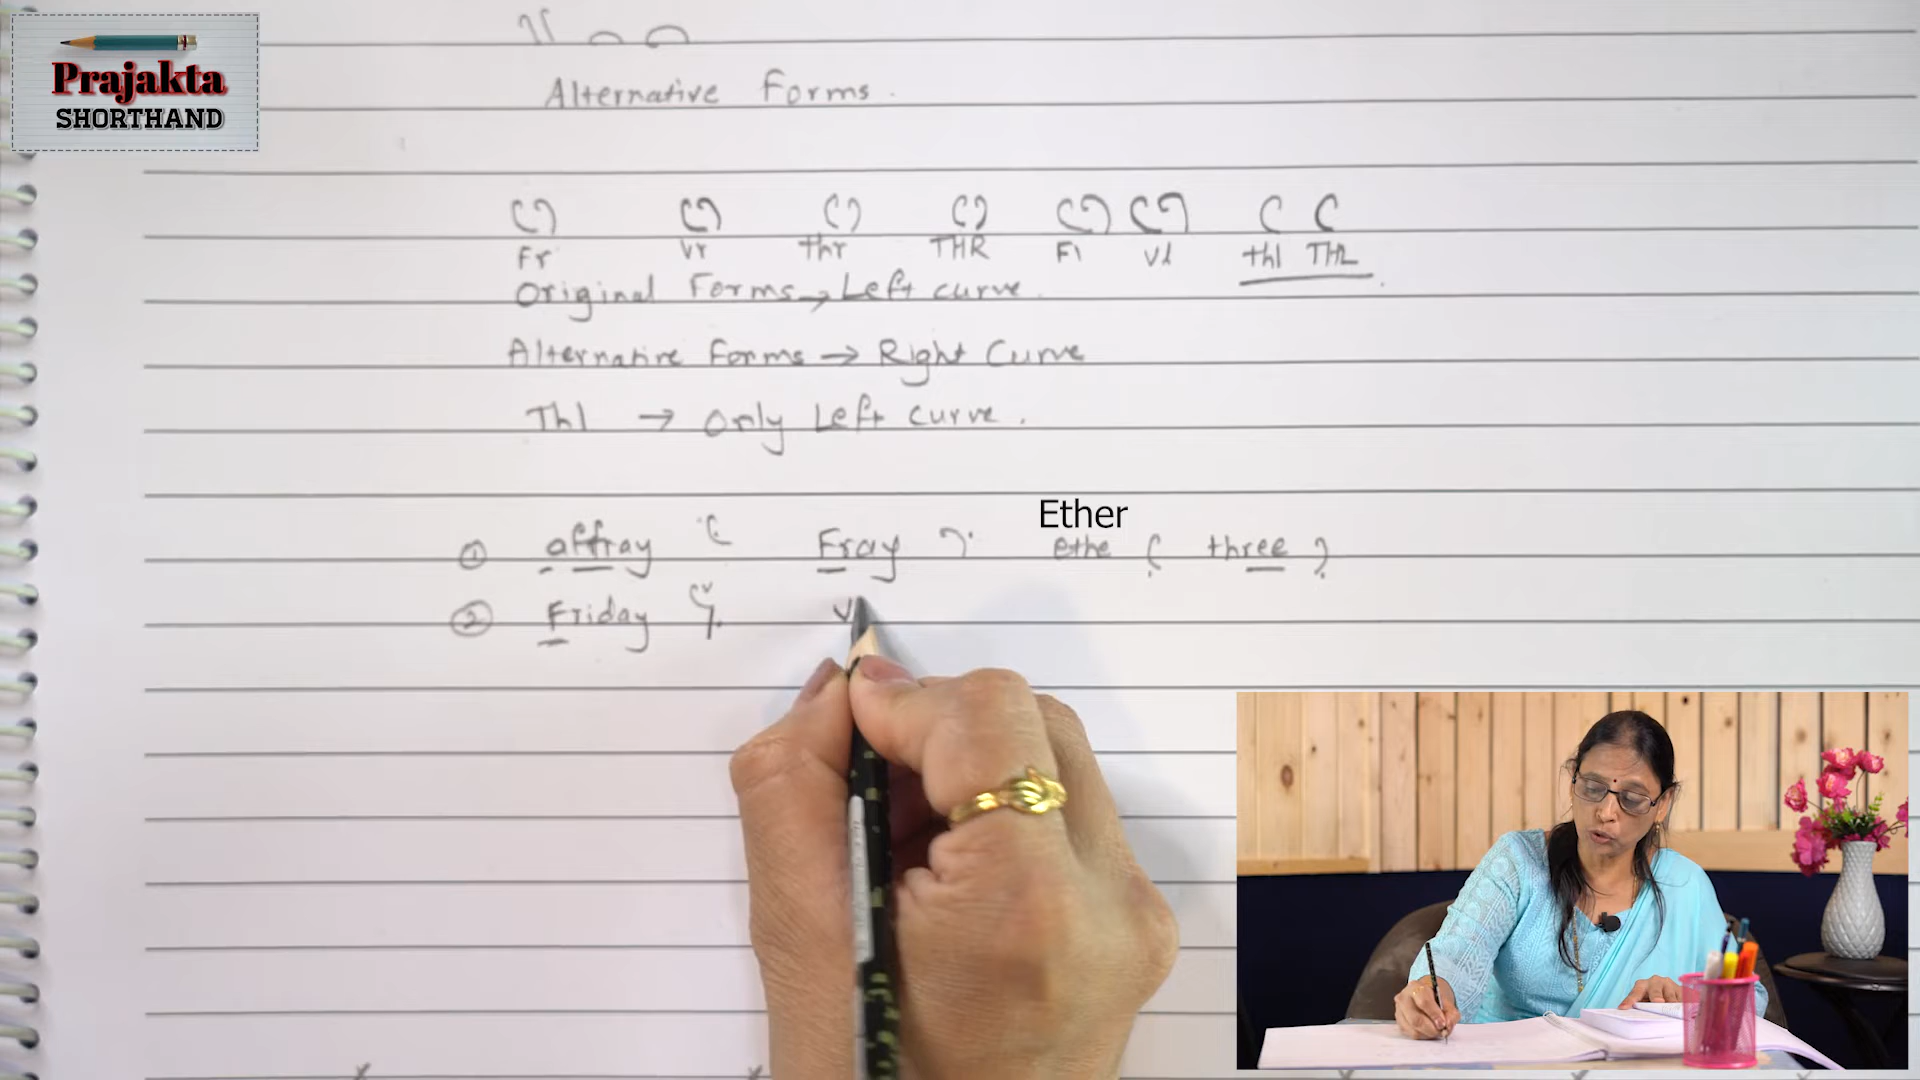 Prajakta
SHORTHAND
Alternative Forms.
Fr Vr thr THR Fl Vl thl THL
Original Forms → Left curve.
Alternative Forms → Right Curve
Thl → only Left curve.
Ether
① affray Fray ethe three
② Friday V